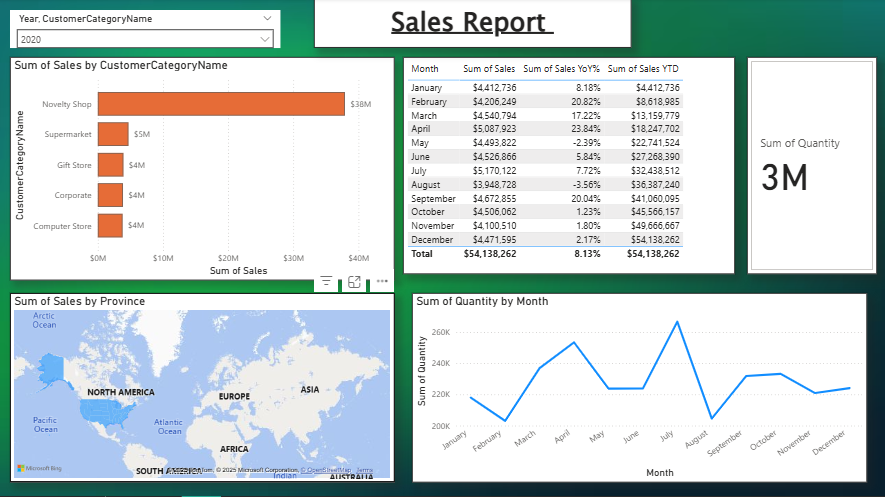 Year, CustomerCategoryName
2020
Sales Report
Sum of Sales by CustomerCategoryName
CustomerCategoryName
Novelty Shop $38M
Supermarket $5M
Gift Store $4M
Corporate $4M
Computer Store $4M
$0M $10M $20M $30M $40M
Sum of Sales
Month Sum of Sales Sum of Sales YoY% Sum of Sales YTD
January $4,412,736 8.18% $4,412,736
February $4,206,249 20.82% $8,618,985
March $4,540,794 17.22% $13,159,779
April $5,087,923 23.84% $18,247,702
May $4,493,822 -2.39% $22,741,524
June $4,526,866 5.84% $27,268,390
July $5,170,122 7.72% $32,438,512
August $3,948,728 -3.56% $36,387,240
September $4,672,855 20.04% $41,060,095
October $4,506,062 1.23% $45,566,157
November $4,100,510 1.80% $49,666,667
December $4,471,595 2.17% $54,138,262
Total $54,138,262 8.13% $54,138,262
Sum of Quantity
3M
Sum of Sales by Province
Arctic
Ocean
NORTH AMERICA
EUROPE
ASIA
Pacific
Ocean
Atlantic
Ocean
AFRICA
SOUTH AMERICA
Indian
AUSTRALIA
Microsoft Bing
© 2025 Microsoft Corporation, © OpenStreetMap Terms
Sum of Quantity by Month
Sum of Quantity
260K
240K
220K
200K
January February March April May June July August September October November December
Month